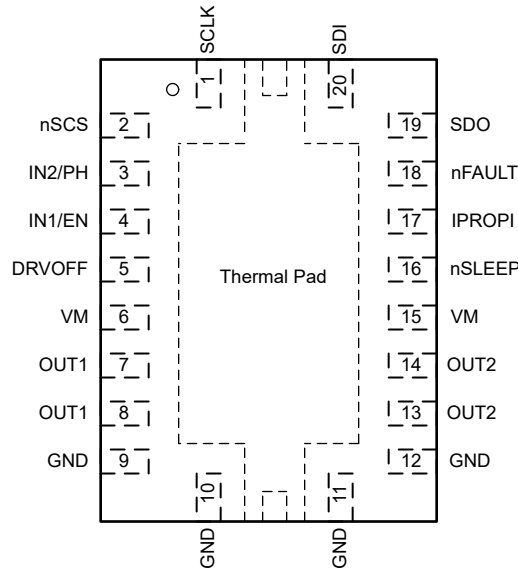 SCLK
SDI
1
20
nSCS 2
19 SDO
IN2/PH 3
18 nFAULT
IN1/EN 4
17 IPROPI
DRVOFF 5
16 nSLEEP
Thermal Pad
VM 6
15 VM
OUT1 7
14 OUT2
OUT1 8
13 OUT2
GND 9
12 GND
10
11
GND
GND